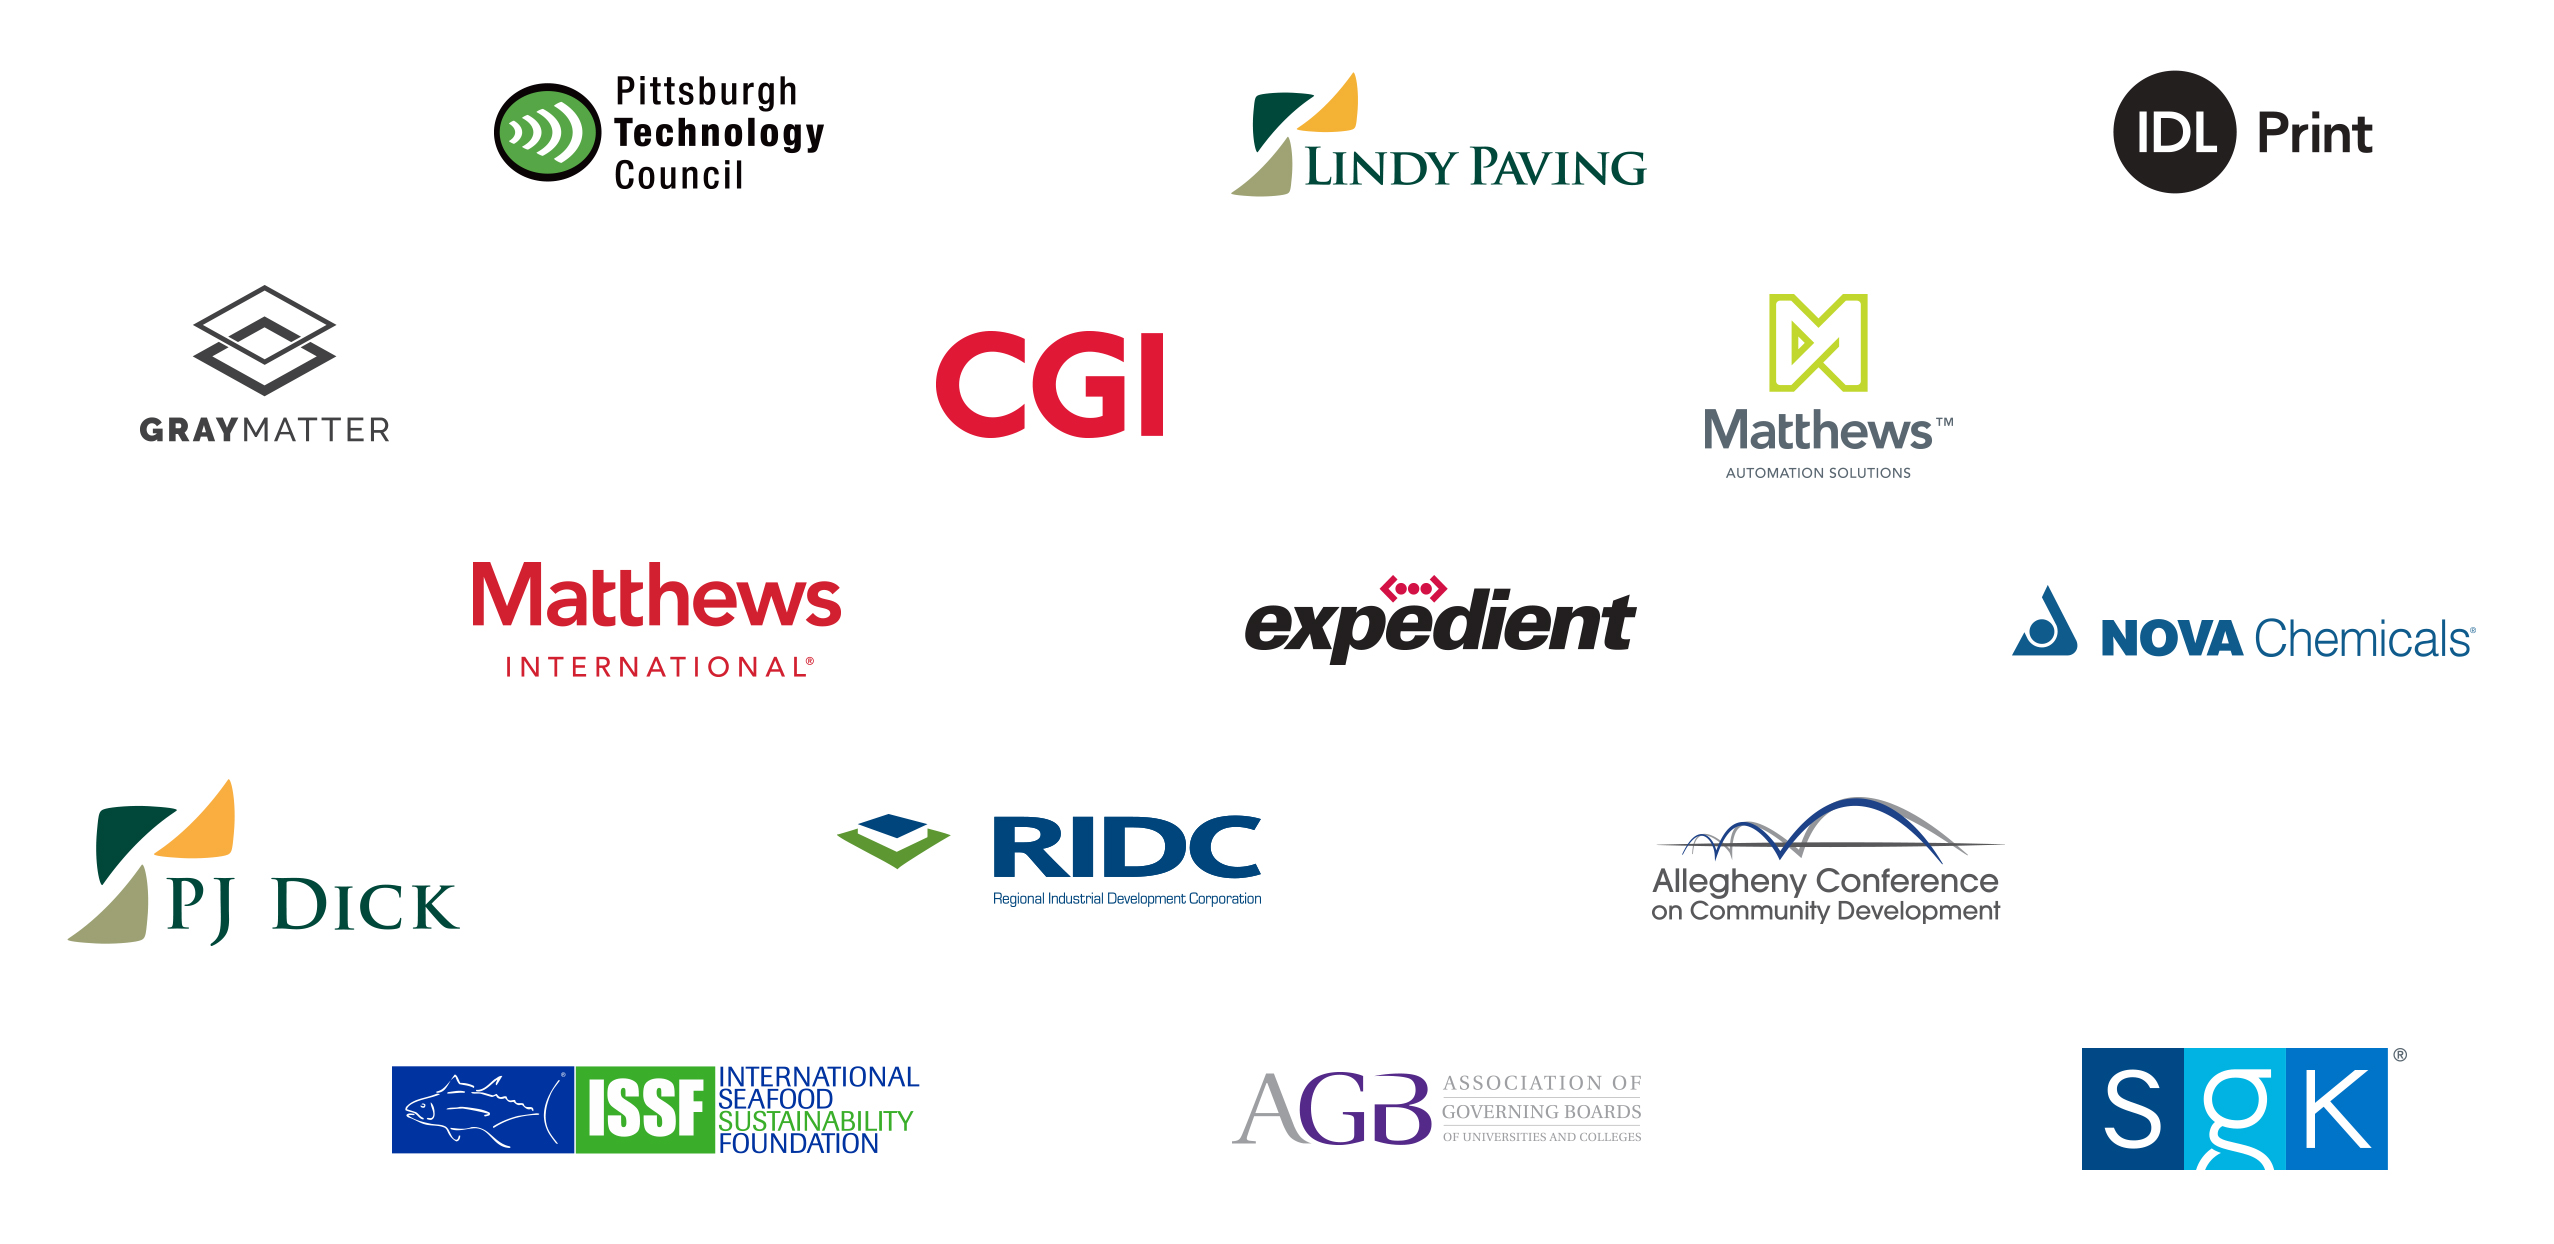 Pittsburgh
Technology
Council
LINDY PAVING
IDL Print
GRAYMATTER
CGI
Matthews™
AUTOMATION SOLUTIONS
Matthews
INTERNATIONAL®
expedient
NOVA Chemicals®
PJ DICK
RIDC
Regional Industrial Development Corporation
Allegheny Conference
on Community Development
®
ISSF
INTERNATIONAL
SEAFOOD
SUSTAINABILITY
FOUNDATION
AGB
ASSOCIATION OF
GOVERNING BOARDS
OF UNIVERSITIES AND COLLEGES
SgK®